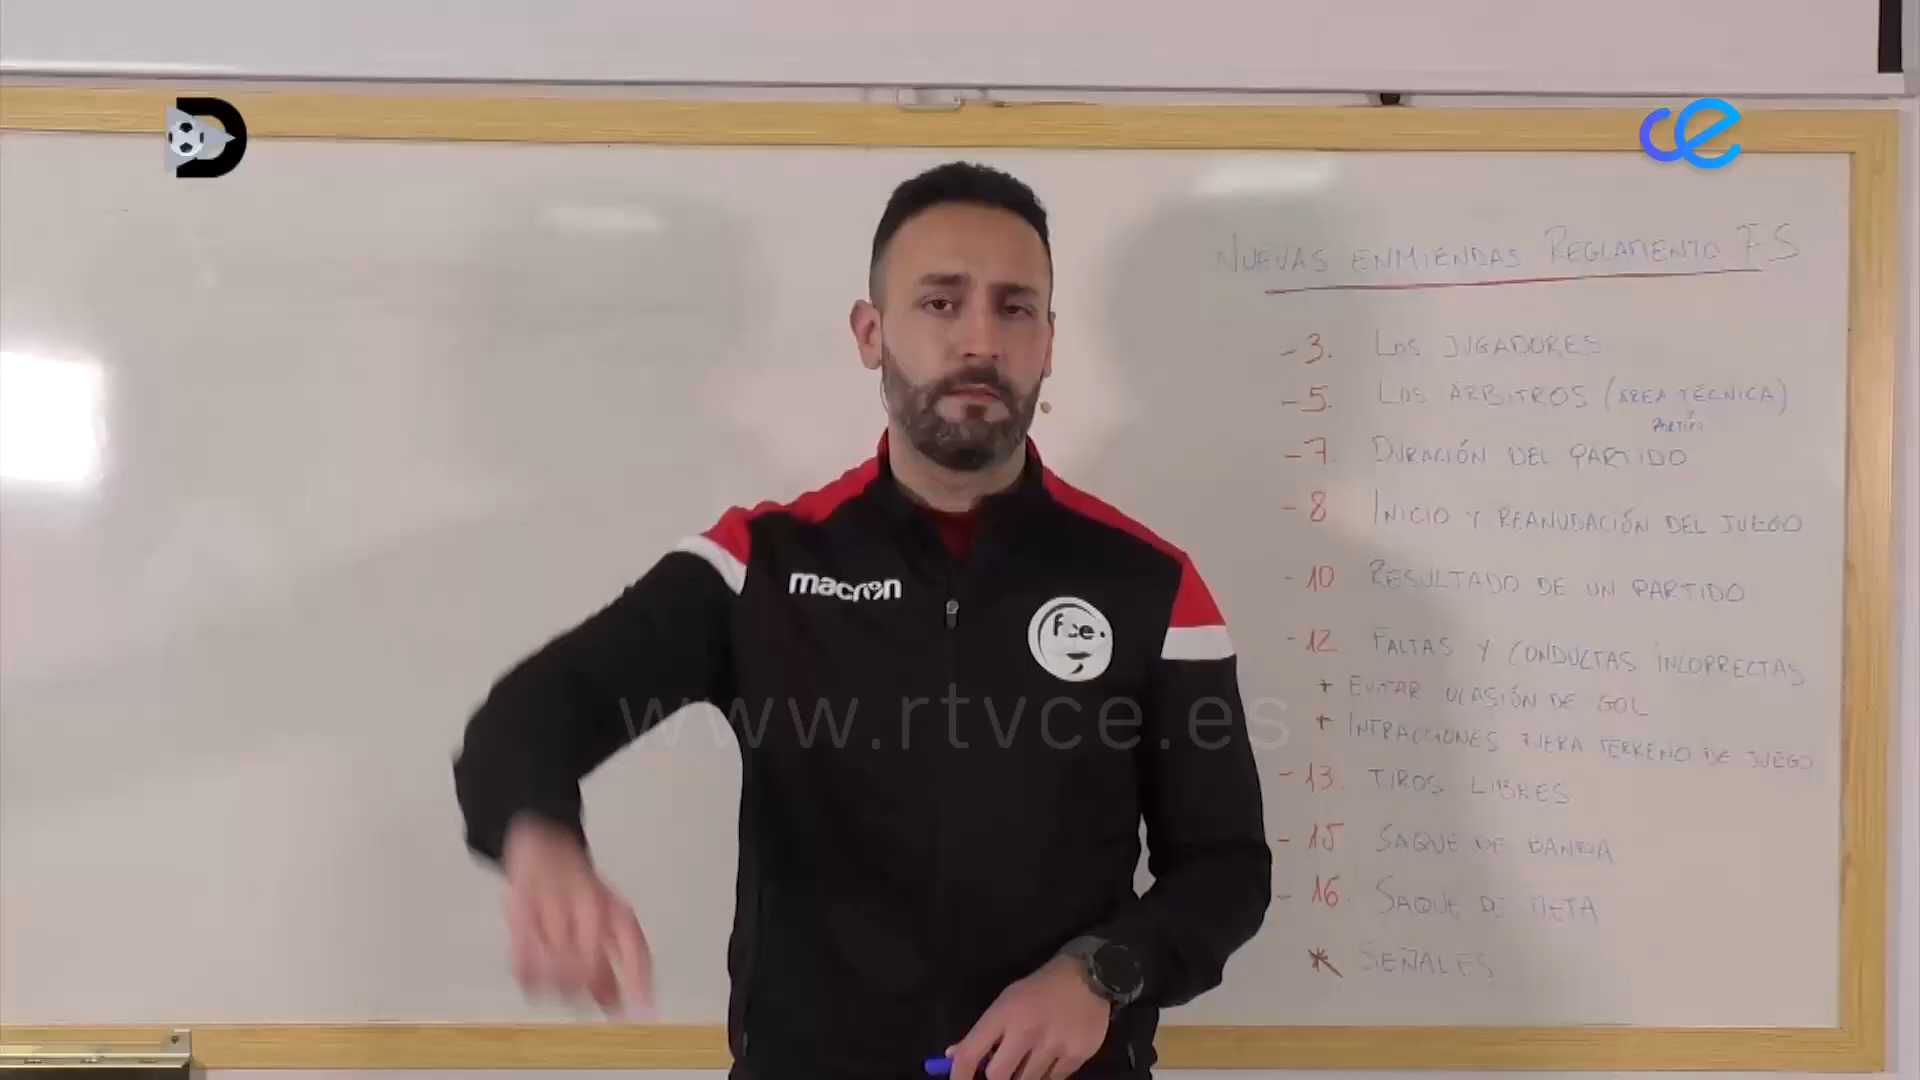 NUEVAS ENMIENDAS REGLAMENTO FS
- 3. LOS JUGADORES
- 5. LOS ÁRBITROS (ÁREA TÉCNICA)
- 7. DURACIÓN DEL PARTIDO
- 8 INICIO Y REANUDACIÓN DEL JUEGO
- 10 RESULTADO DE UN PARTIDO
- 12 FALTAS Y CONDUCTAS INCORRECTAS
+ EVITAR OCASIÓN DE GOL
+ INFRACCIONES FUERA TERRENO DE JUEGO
- 13. TIROS LIBRES
- 15 SAQUE DE BANDA
- 16. SAQUE DE META
* SEÑALES
macron
fce
www.rtvce.es
D
ce